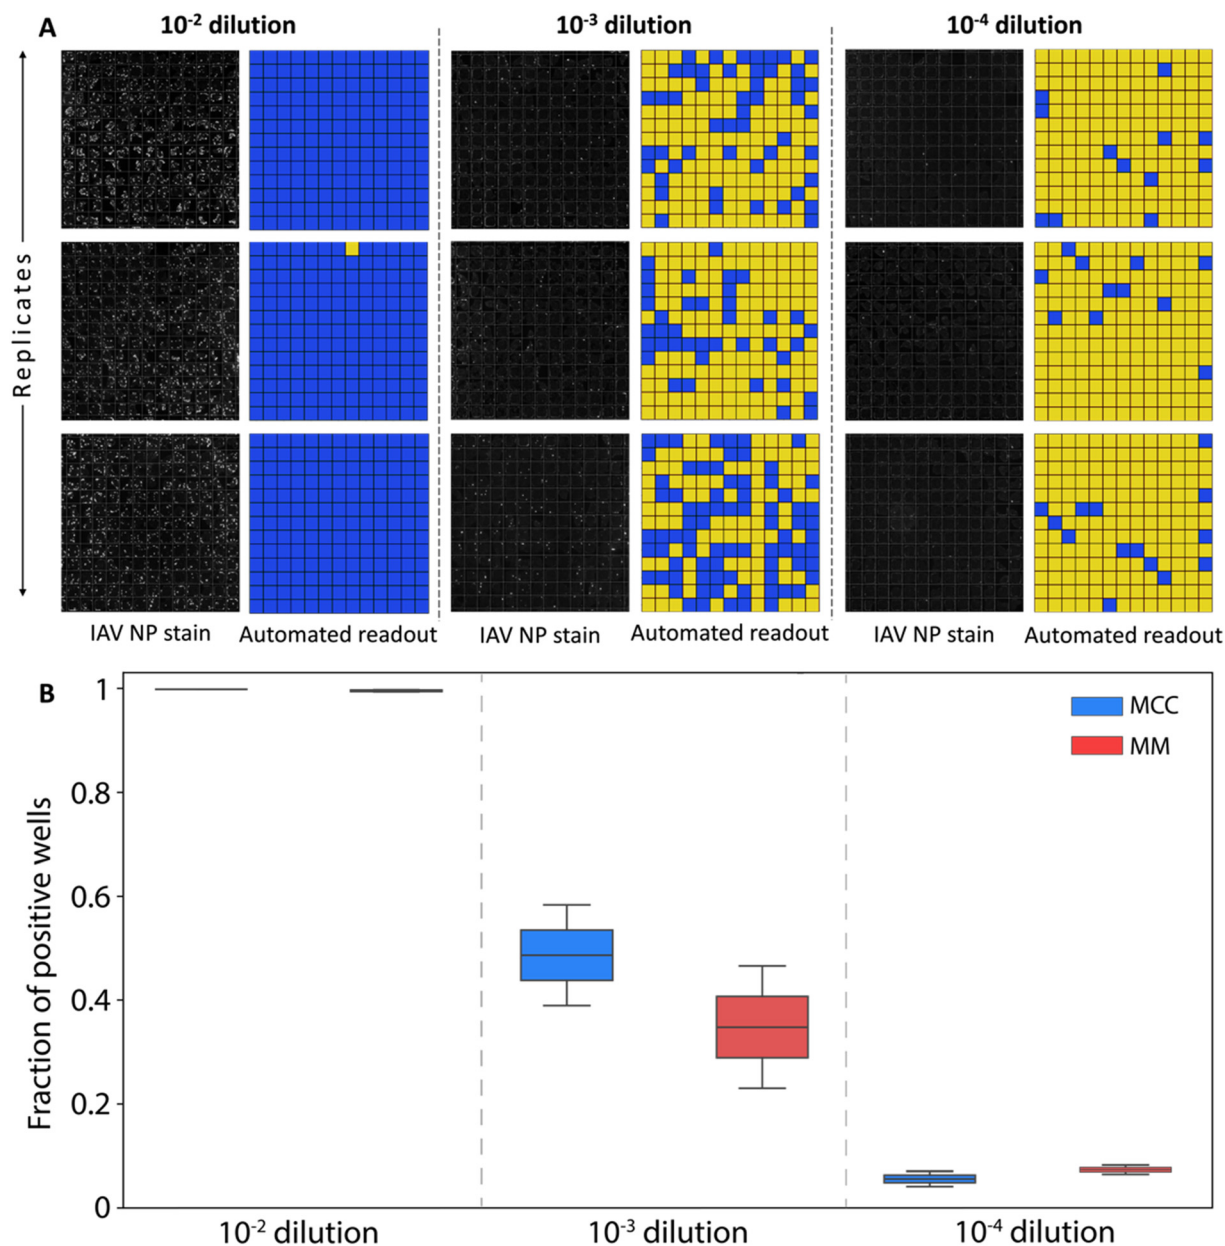 A
10-2 dilution
10-3 dilution
10-4 dilution
Replicates
IAV NP stain
Automated readout
IAV NP stain
Automated readout
IAV NP stain
Automated readout
B
Fraction of positive wells
1
0.8
0.6
0.4
0.2
0
MCC
MM
10-2 dilution
10-3 dilution
10-4 dilution